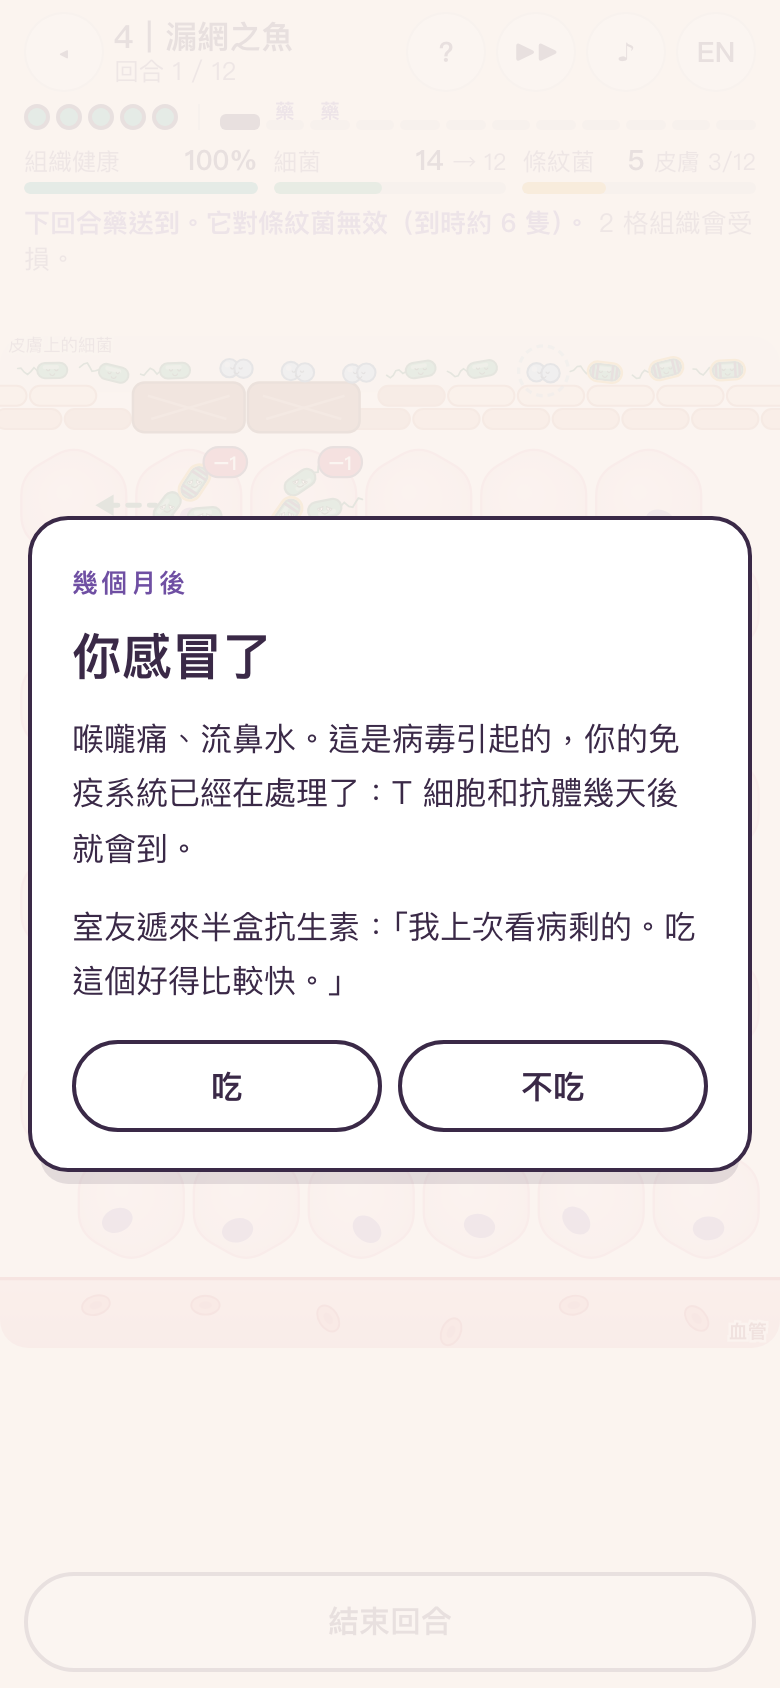 4｜漏網之魚
回合 1 / 12
?
EN
藥 藥
組織健康 100% 細菌 14 → 12 條紋菌 5 皮膚 3/12
下回合藥送到。它對條紋菌無效（到時約 6 隻）。 2 格組織會受
損。
皮膚上的細菌
−1 −1
幾個月後
你感冒了
喉嚨痛、流鼻水。這是病毒引起的，你的免
疫系統已經在處理了：T 細胞和抗體幾天後
就會到。
室友遞來半盒抗生素：「我上次看病剩的。吃
這個好得比較快。」
吃 不吃
血管
結束回合